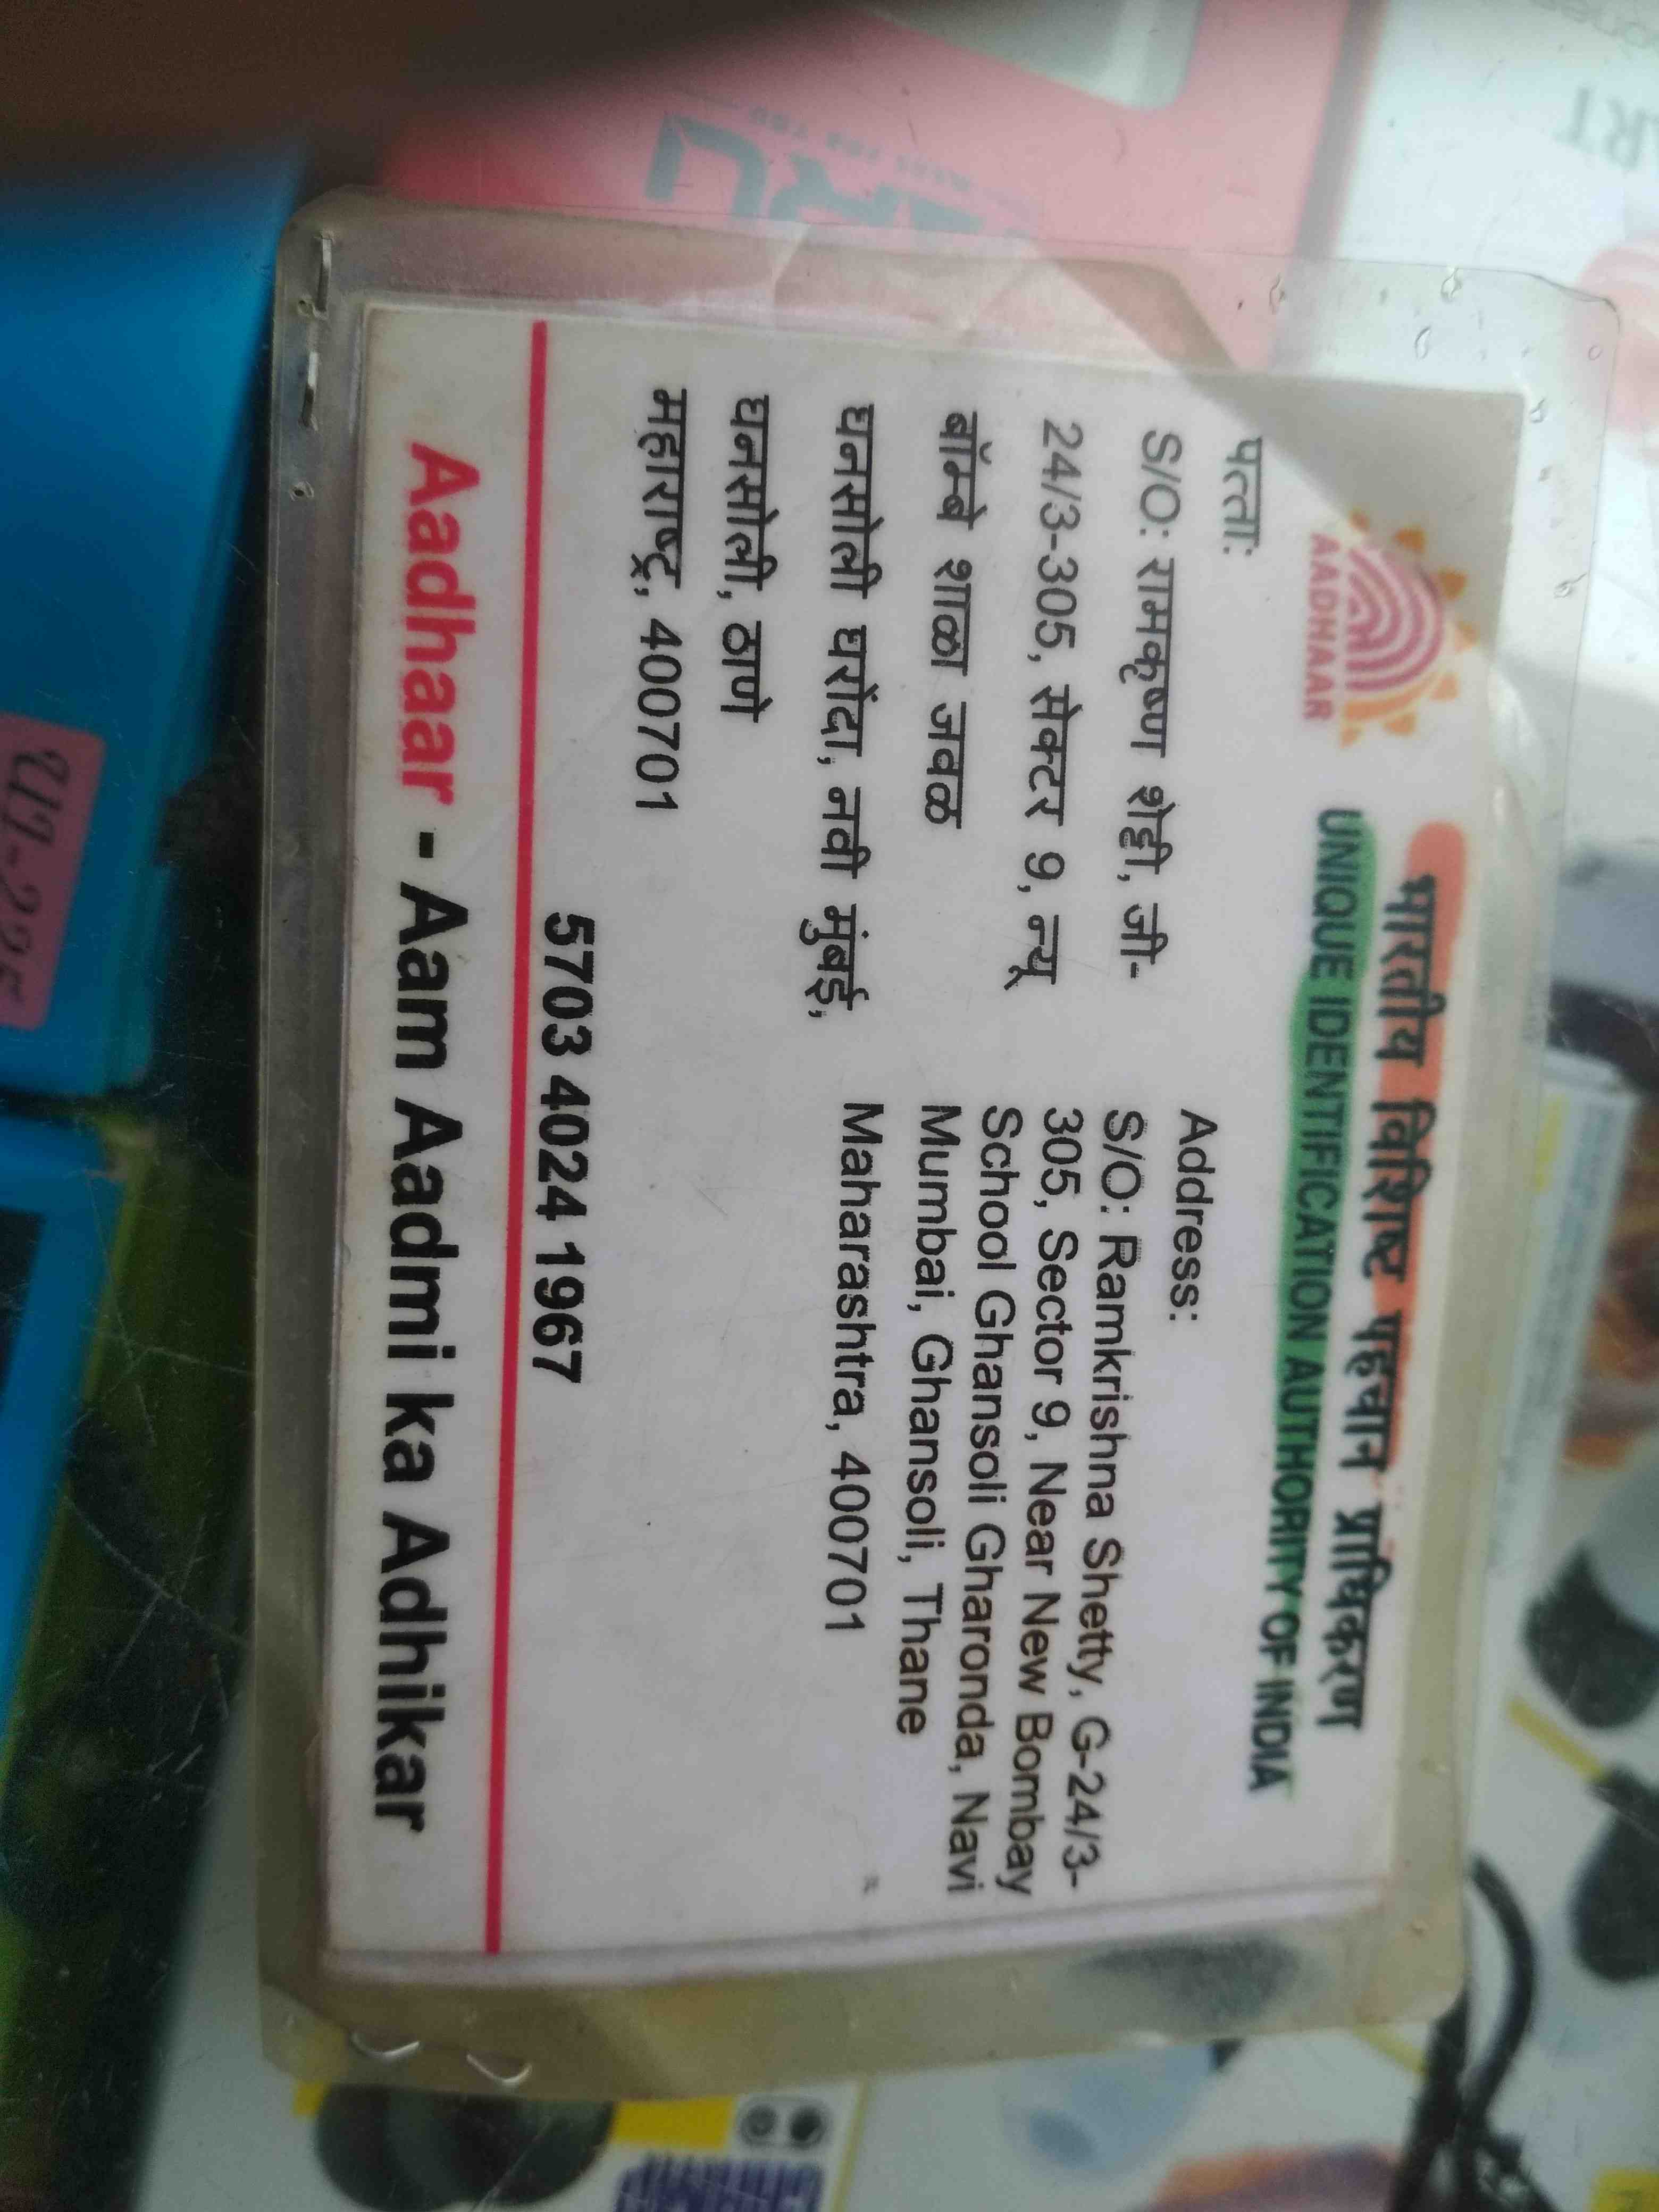 भारतीय विशिष्ट पहचान प्राधिकरण
UNIQUE IDENTIFICATION AUTHORITY OF INDIA
AADHAAR
पत्ता:
S/O: रामकृष्ण शेट्टी, जी-
24/3-305, सेक्टर 9, न्यू
बॉम्बे शाळा जवळ
घनसोली घरोंदा, नवी मुंबई,
घनसोली, ठाणे
महाराष्ट्र, 400701
Address:
S/O: Ramkrishna Shetty, G-24/3-
305, Sector 9, Near New Bombay
School Ghansoli Gharonda, Navi
Mumbai, Ghansoli, Thane
Maharashtra, 400701
5703 4024 1967
Aadhaar - Aam Aadmi ka Adhikar